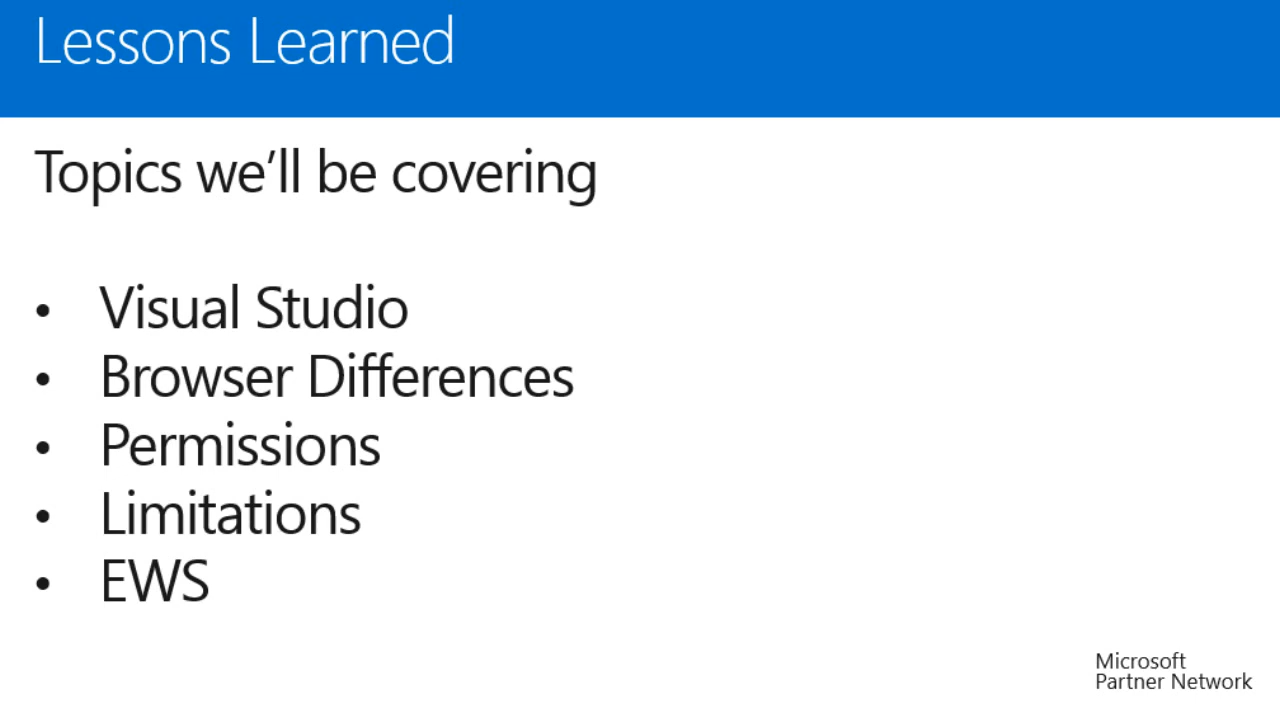 Lessons Learned
Topics we'll be covering
• Visual Studio
• Browser Differences
• Permissions
• Limitations
• EWS
Microsoft
Partner Network